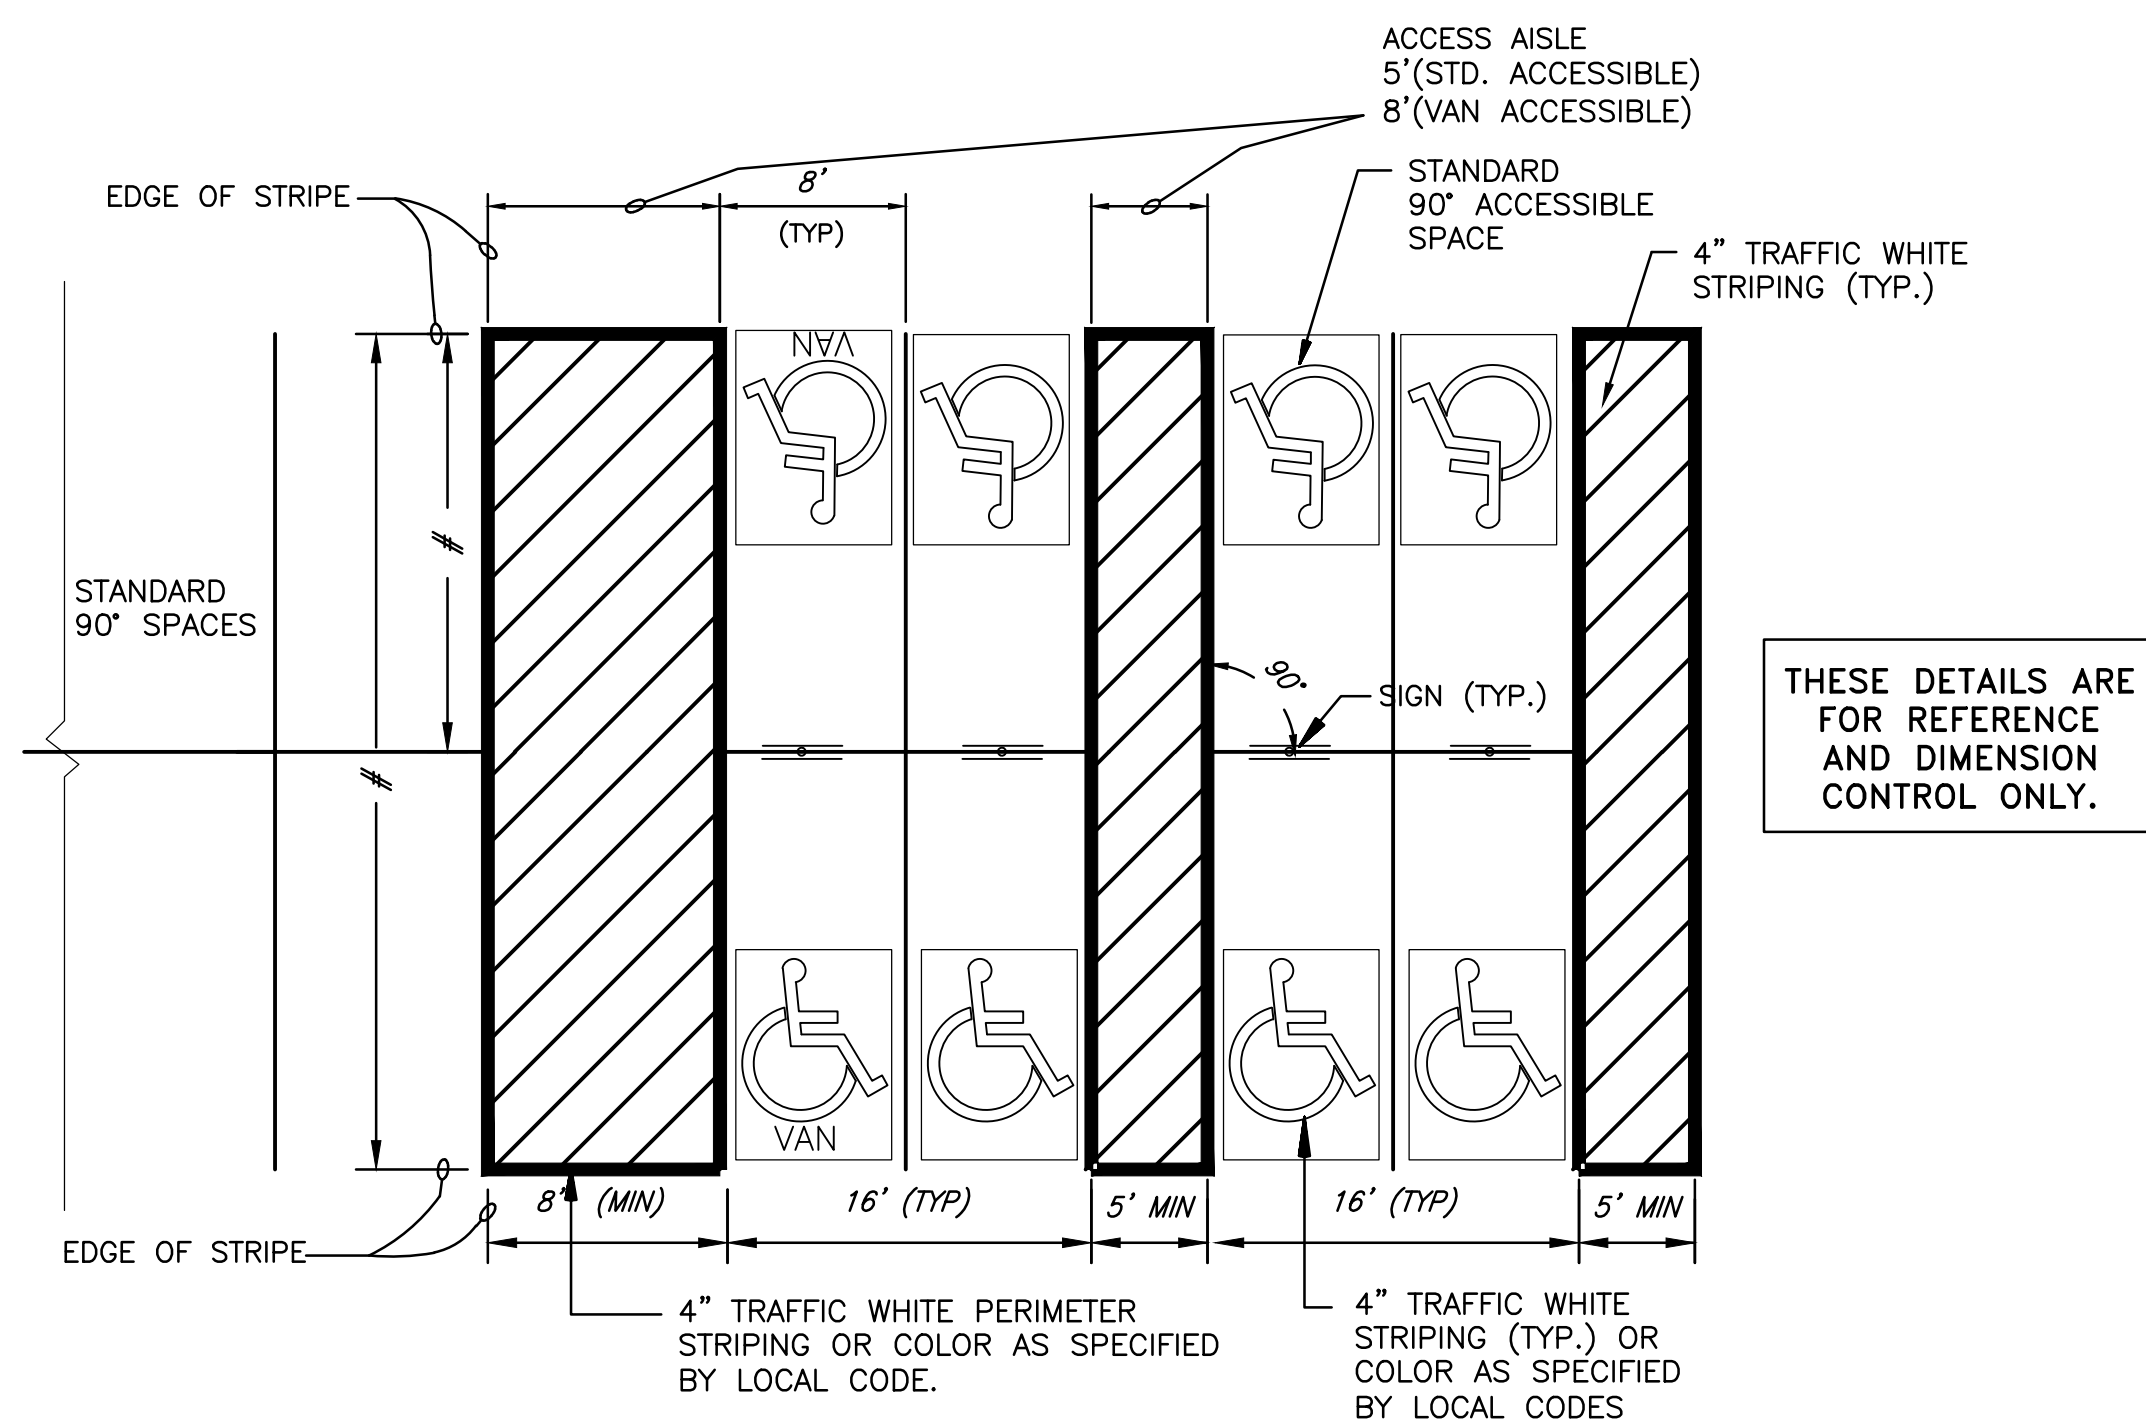 ACCESS AISLE
5'(STD. ACCESSIBLE)
8'(VAN ACCESSIBLE)
STANDARD
90° ACCESSIBLE
SPACE
EDGE OF STRIPE
8'
(TYP)
4" TRAFFIC WHITE
STRIPING (TYP.)
VAN
STANDARD
90° SPACES
90°
SIGN (TYP.)
THESE DETAILS ARE
FOR REFERENCE
AND DIMENSION
CONTROL ONLY.
VAN
8' (MIN)
16' (TYP)
5' MIN
16' (TYP)
5' MIN
EDGE OF STRIPE
4" TRAFFIC WHITE PERIMETER
STRIPING OR COLOR AS SPECIFIED
BY LOCAL CODE.
4" TRAFFIC WHITE
STRIPING (TYP.) OR
COLOR AS SPECIFIED
BY LOCAL CODES